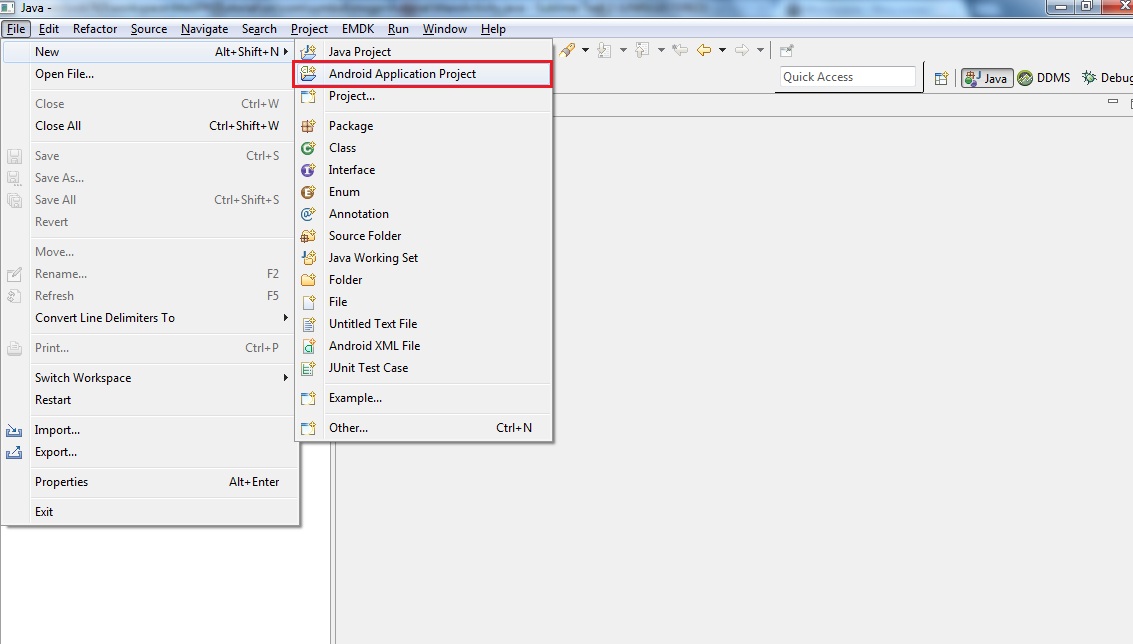 Java -
File Edit Refactor Source Navigate Search Project EMDK Run Window Help
New Alt+Shift+N
Open File...
Close Ctrl+W
Close All Ctrl+Shift+W
Save Ctrl+S
Save As...
Save All Ctrl+Shift+S
Revert
Move...
Rename... F2
Refresh F5
Convert Line Delimiters To
Print... Ctrl+P
Switch Workspace
Restart
Import...
Export...
Properties Alt+Enter
Exit
Java Project
Android Application Project
Project...
Package
Class
Interface
Enum
Annotation
Source Folder
Java Working Set
Folder
File
Untitled Text File
Android XML File
JUnit Test Case
Example...
Other... Ctrl+N
Quick Access
Java DDMS Debug